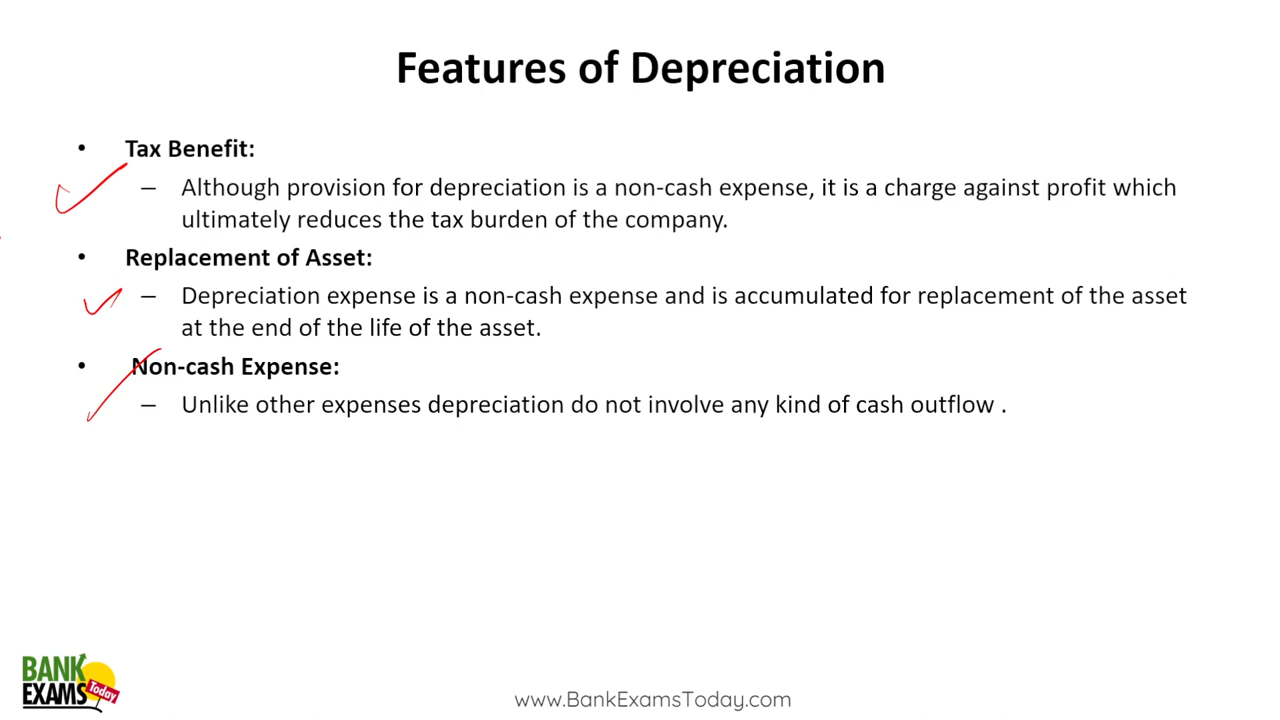 Features of Depreciation
• Tax Benefit:
– Although provision for depreciation is a non-cash expense, it is a charge against profit which
ultimately reduces the tax burden of the company.
• Replacement of Asset:
– Depreciation expense is a non-cash expense and is accumulated for replacement of the asset
at the end of the life of the asset.
• Non-cash Expense:
– Unlike other expenses depreciation do not involve any kind of cash outflow .
BANK
EXAMS Today
www.BankExamsToday.com